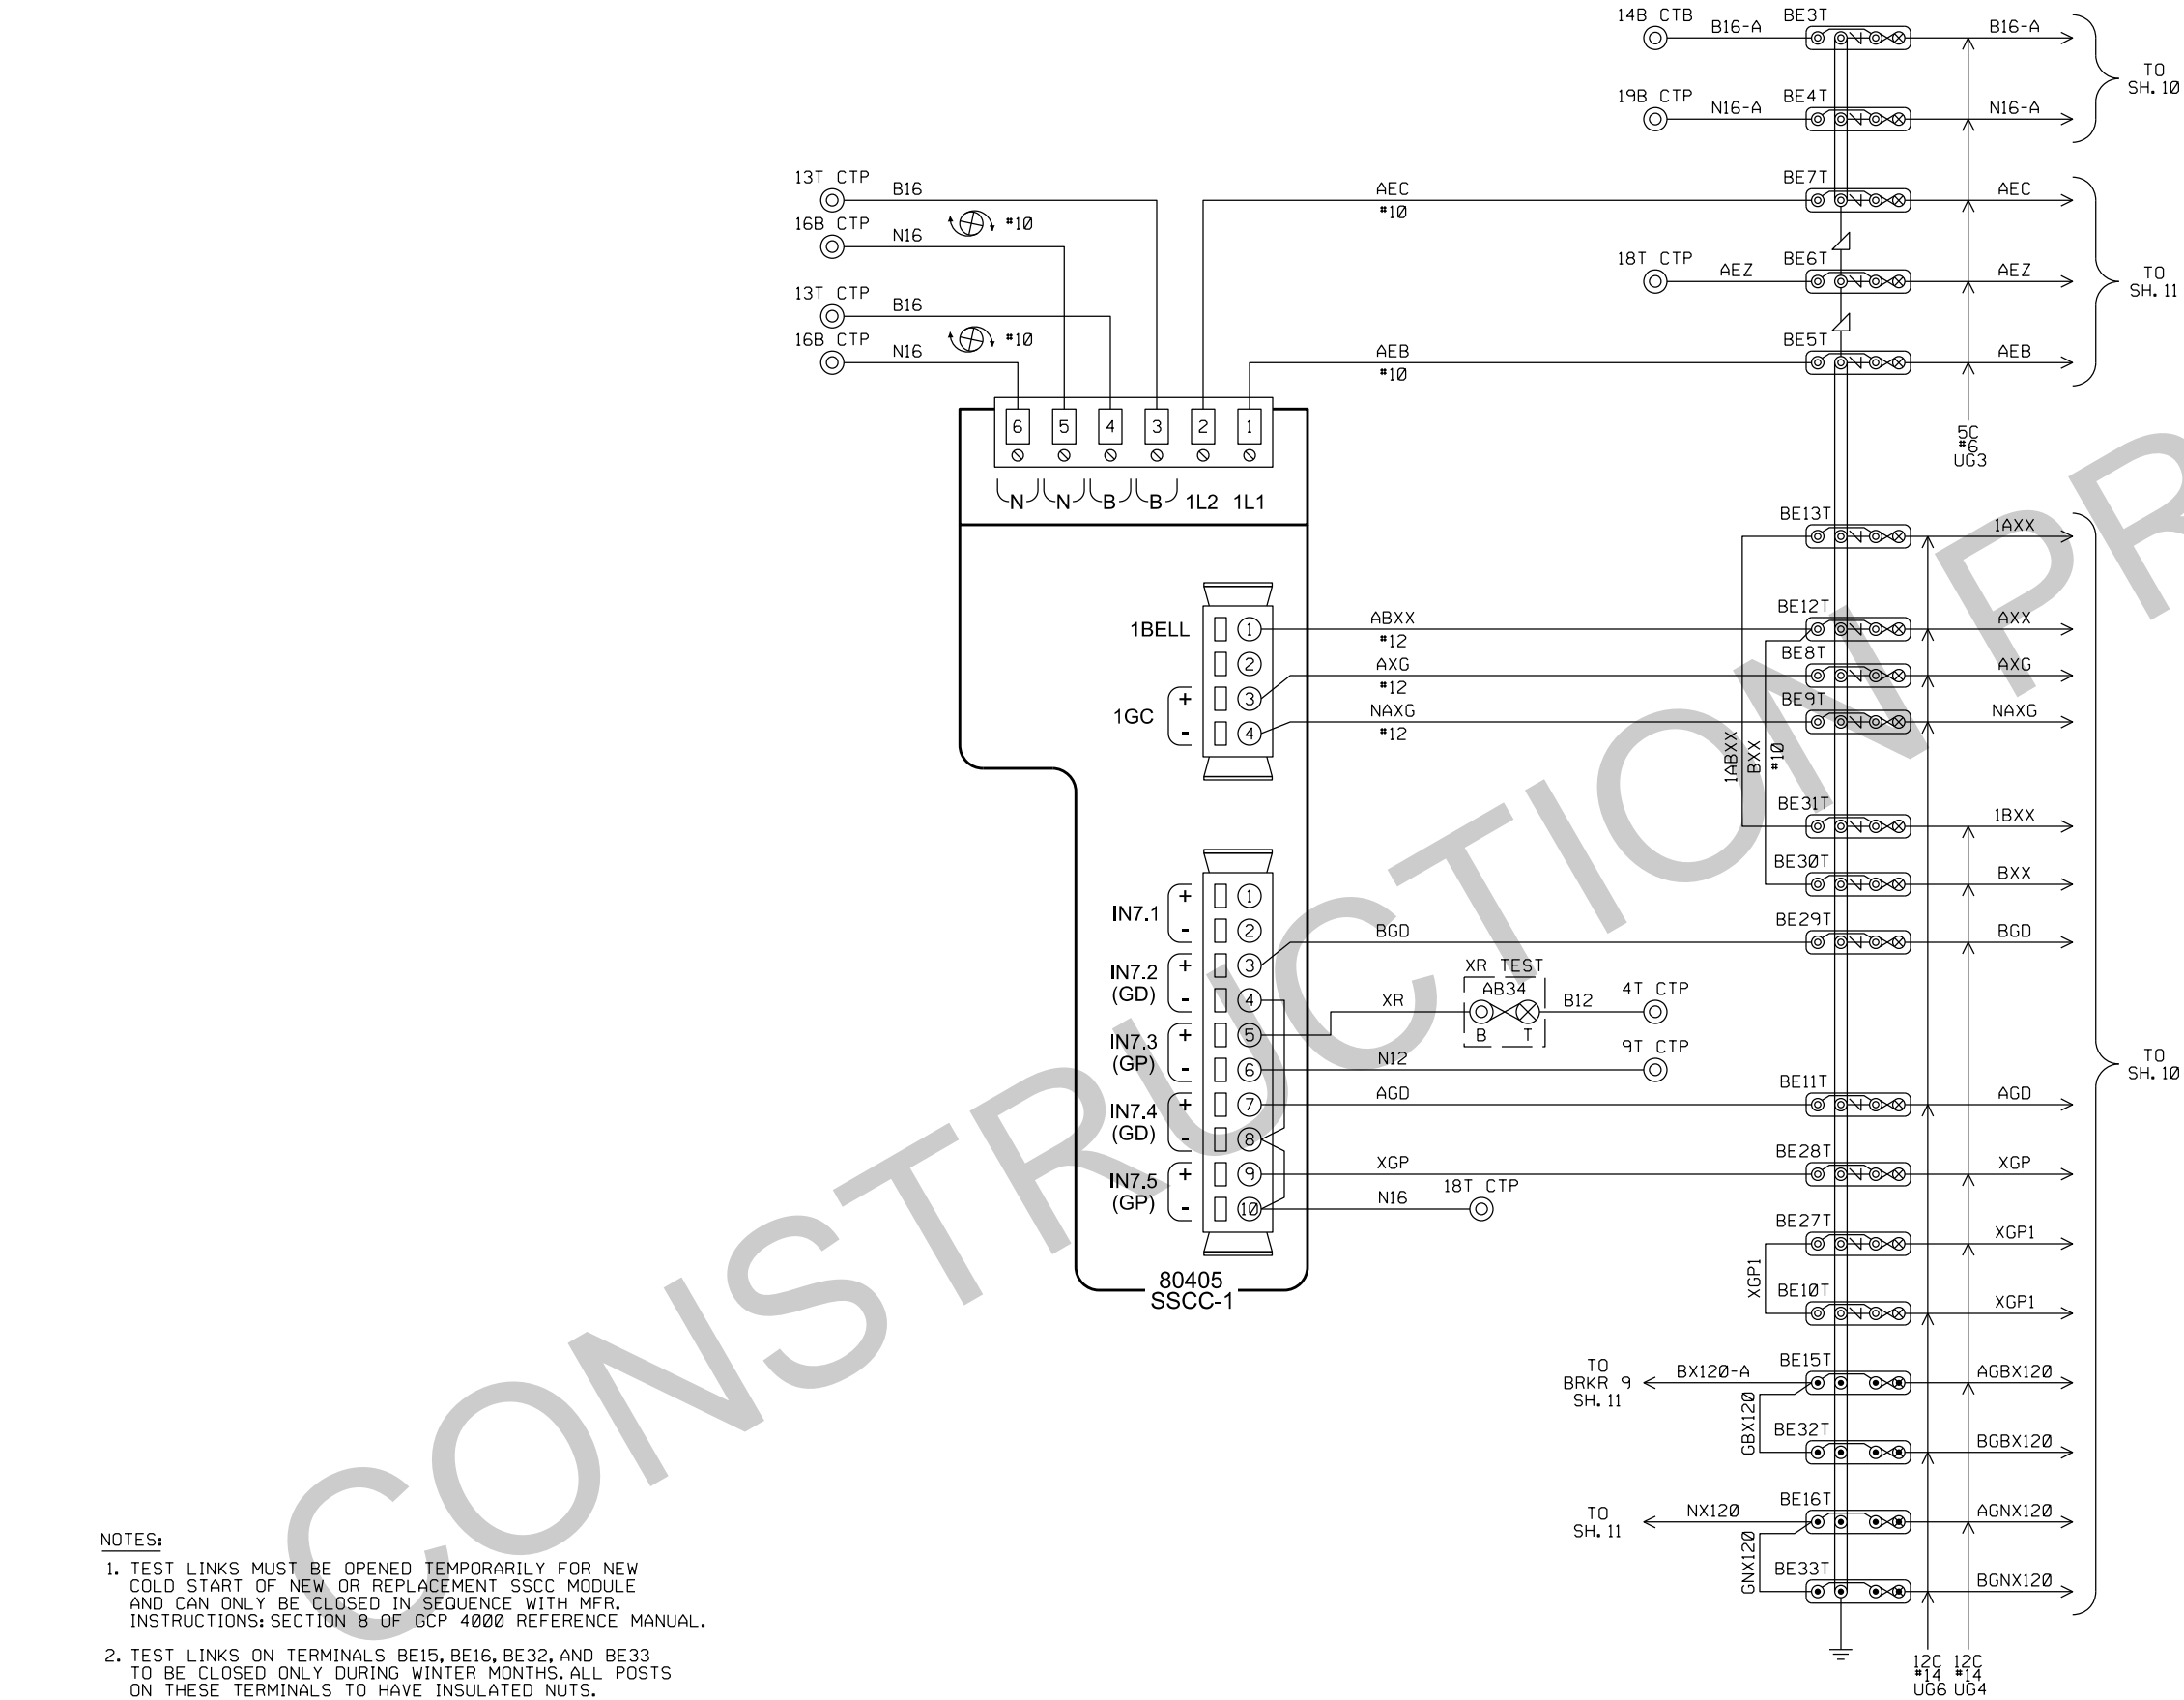 14B CTB
B16-A
BE3T
B16-A
19B CTP
N16-A
BE4T
N16-A
TO
SH. 10
13T CTP
B16
16B CTP
N16
#10
13T CTP
B16
16B CTP
N16
#10
AEC
#10
BE7T
AEC
18T CTP
AEZ
BE6T
AEZ
AEB
#10
BE5T
AEB
TO
SH. 11
5C
#6
UG3
6 5 4 3 2 1
N N B B 1L2 1L1
BE13T
1AXX
1BELL
1
2
1GC
+
3
-
4
ABXX
#12
BE12T
AXX
AXG
#12
BE8T
AXG
NAXG
#12
BE9T
NAXG
1ABXX
BXX
#10
BE31T
1BXX
BE30T
BXX
IN7.1
+
1
-
2
IN7.2
(GD)
+
3
-
4
IN7.3
(GP)
+
5
-
6
IN7.4
(GD)
+
7
-
8
IN7.5
(GP)
+
9
-
10
BGD
BE29T
BGD
XR
XR TEST
AB34
B T
B12
4T CTP
N12
9T CTP
AGD
BE11T
AGD
XGP
BE28T
XGP
N16
18T CTP
TO
SH. 10
80405
SSCC-1
BE27T
XGP1
XGP1
BE10T
XGP1
TO
BRKR 9
SH. 11
BX120-A
BE15T
AGBX120
GBX120
BE32T
BGBX120
TO
SH. 11
NX120
BE16T
AGNX120
GNX120
BE33T
BGNX120
12C
#14
UG6
12C
#14
UG4
NOTES:
1. TEST LINKS MUST BE OPENED TEMPORARILY FOR NEW
COLD START OF NEW OR REPLACEMENT SSCC MODULE
AND CAN ONLY BE CLOSED IN SEQUENCE WITH MFR.
INSTRUCTIONS: SECTION 8 OF GCP 4000 REFERENCE MANUAL.
2. TEST LINKS ON TERMINALS BE15, BE16, BE32, AND BE33
TO BE CLOSED ONLY DURING WINTER MONTHS. ALL POSTS
ON THESE TERMINALS TO HAVE INSULATED NUTS.
CONSTRUCTION PR